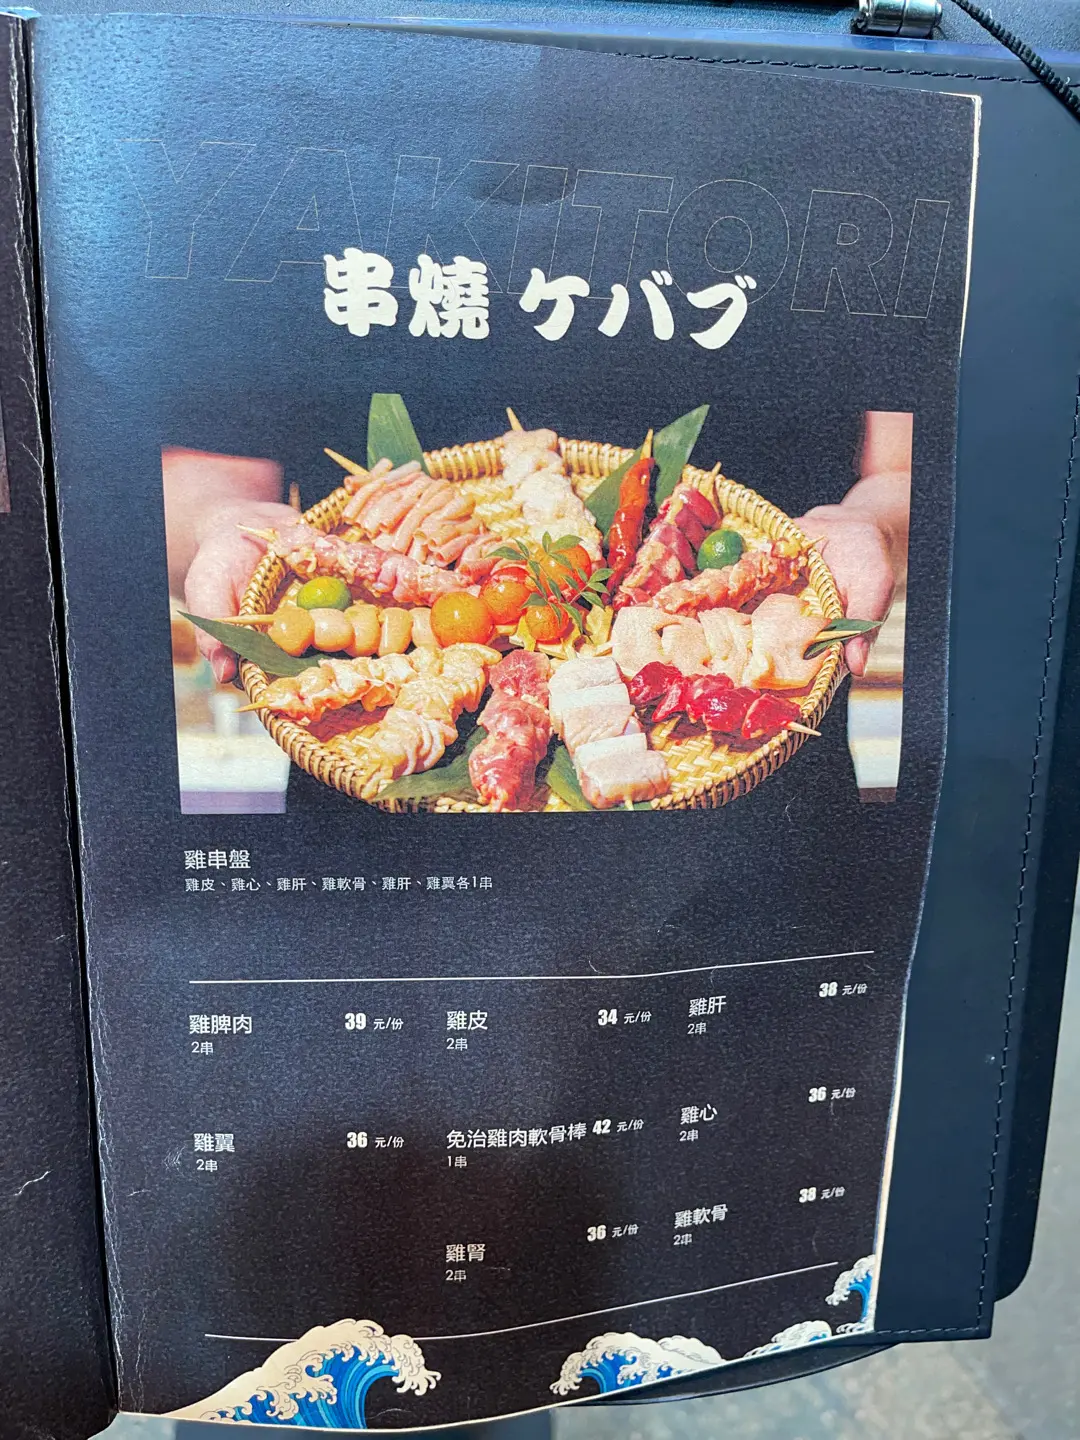 YAKITORI
串燒 ケバブ
雞串盤
雞皮、雞心、雞肝、雞軟骨、雞肝、雞翼各1串
雞脾肉 39 元/份
2串
雞皮 34 元/份
2串
雞肝 38 元/份
2串
雞翼 36 元/份
2串
免治雞肉軟骨棒 42 元/份
1串
雞心 36 元/份
2串
雞腎 36 元/份
2串
雞軟骨 38 元/份
2串